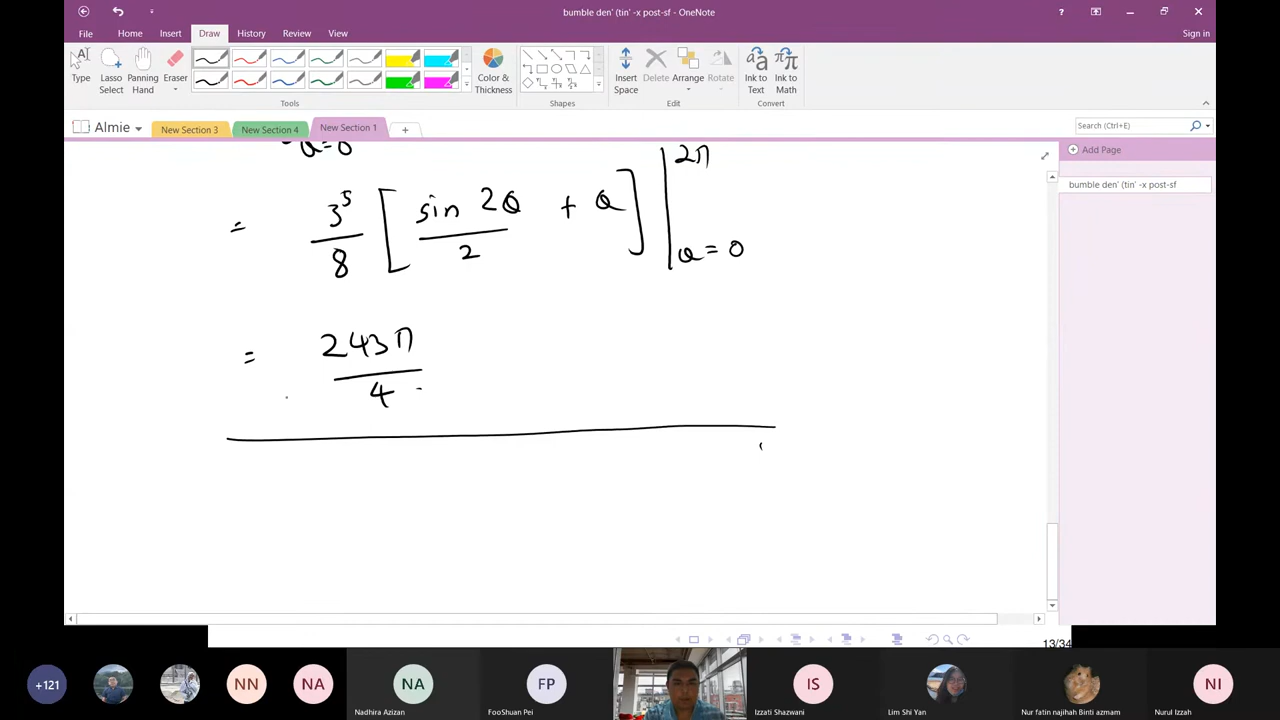 bumble den' (tin' -x post-sf - OneNote
?
File Home Insert Draw History Review View
Sign in
Type
Lasso Select
Panning Hand
Eraser
Color & Thickness
Insert Space
Delete
Arrange
Rotate
Ink to Text
Ink to Math
Tools
Shapes
Edit
Convert
Almie
New Section 3
New Section 4
New Section 1
+
Search (Ctrl+E)
Add Page
bumble den' (tin' -x post-sf
θ=0
= 3⁵/8 [ sin 2θ/2 + θ ] | 2π θ=0
= 243π/4
13/34
+121
NN
NA
NA
FP
IS
NI
Nadhira Azizan
FooShuan Pei
Izzati Shazwani
Lim Shi Yan
Nur fatin najihah Binti azmam
Nurul Izzah